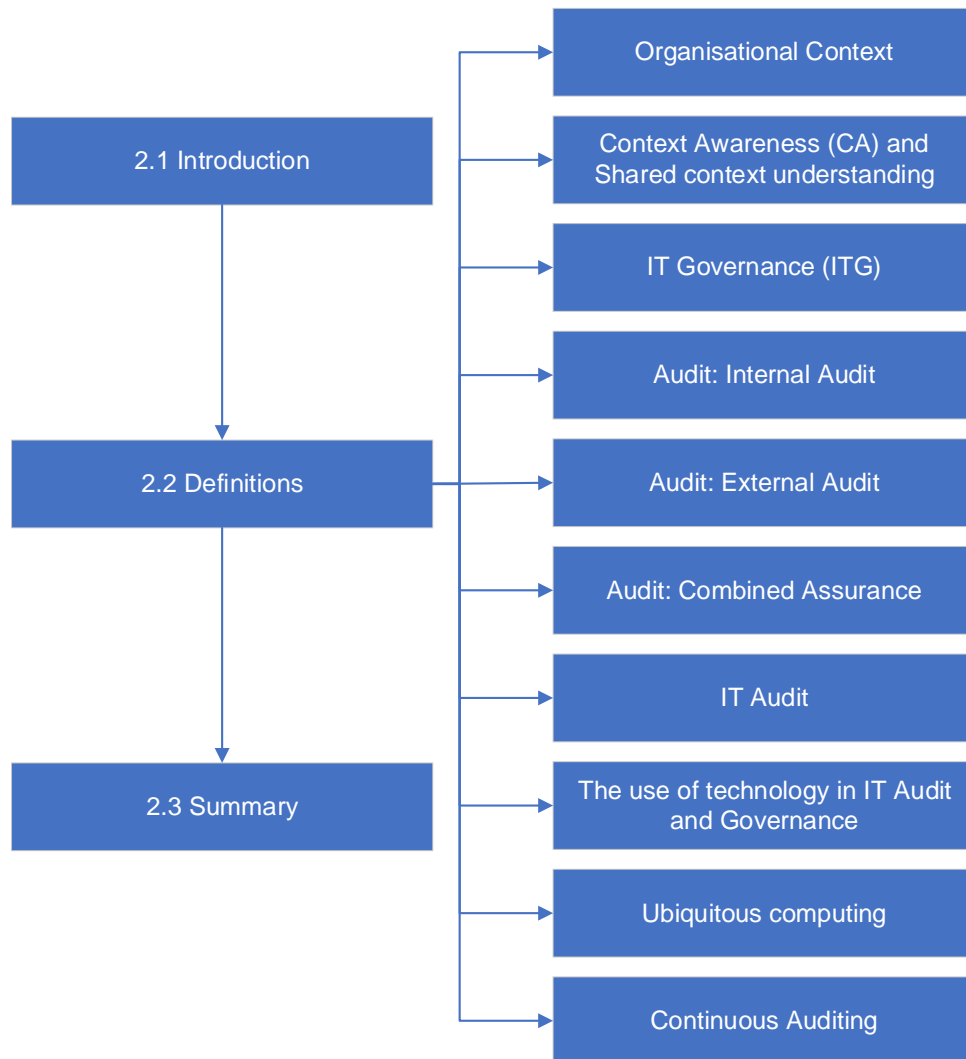 2.1 Introduction
2.2 Definitions
2.3 Summary
Organisational Context
Context Awareness (CA) and
Shared context understanding
IT Governance (ITG)
Audit: Internal Audit
Audit: External Audit
Audit: Combined Assurance
IT Audit
The use of technology in IT Audit
and Governance
Ubiquitous computing
Continuous Auditing